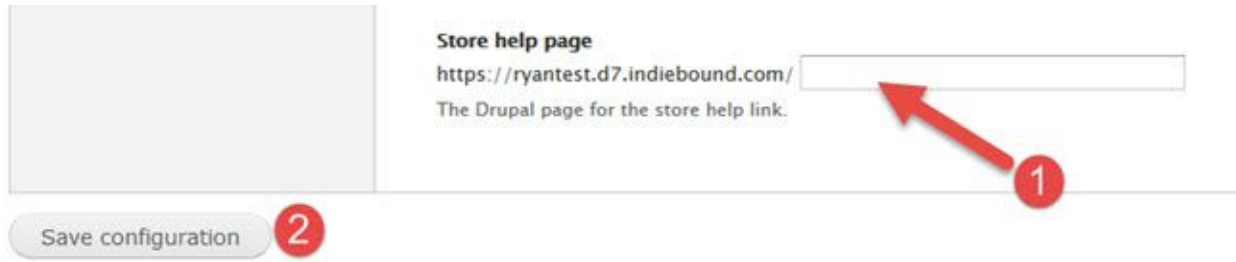 Store help page
https://ryantest.d7.indiebound.com/
The Drupal page for the store help link.
1
Save configuration 2